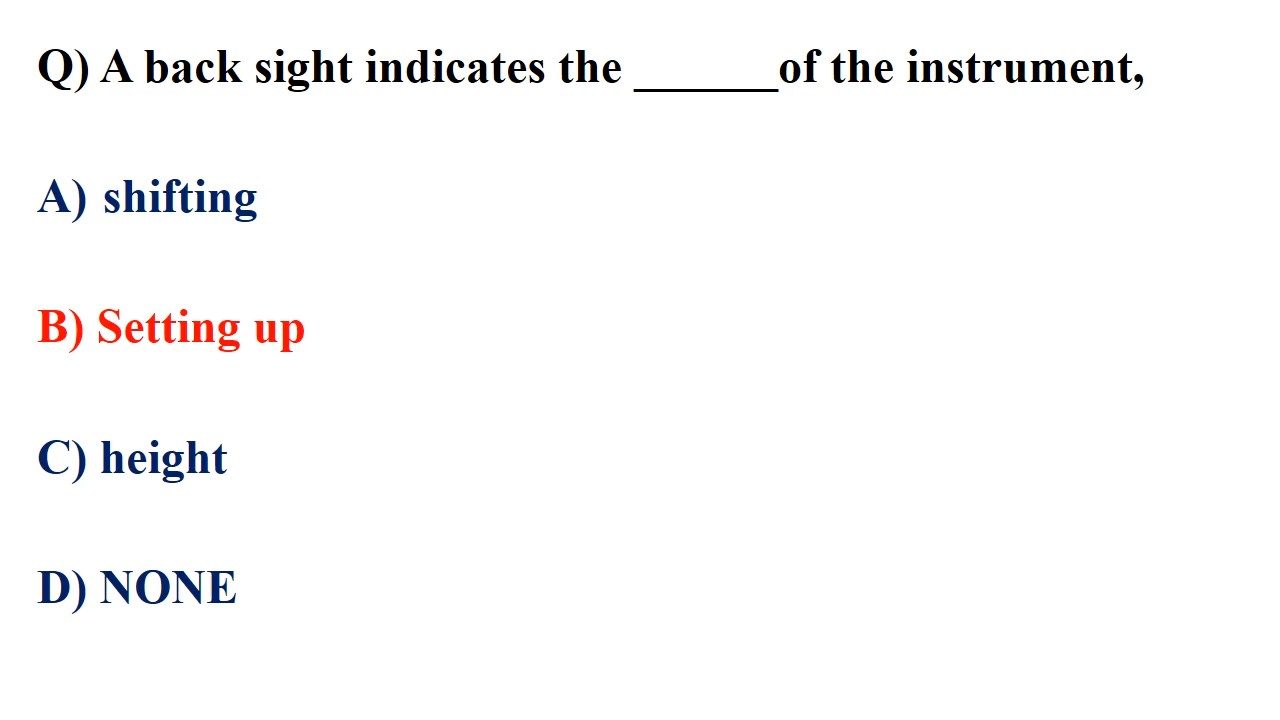 Q) A back sight indicates the ______of the instrument,
A) shifting
B) Setting up
C) height
D) NONE